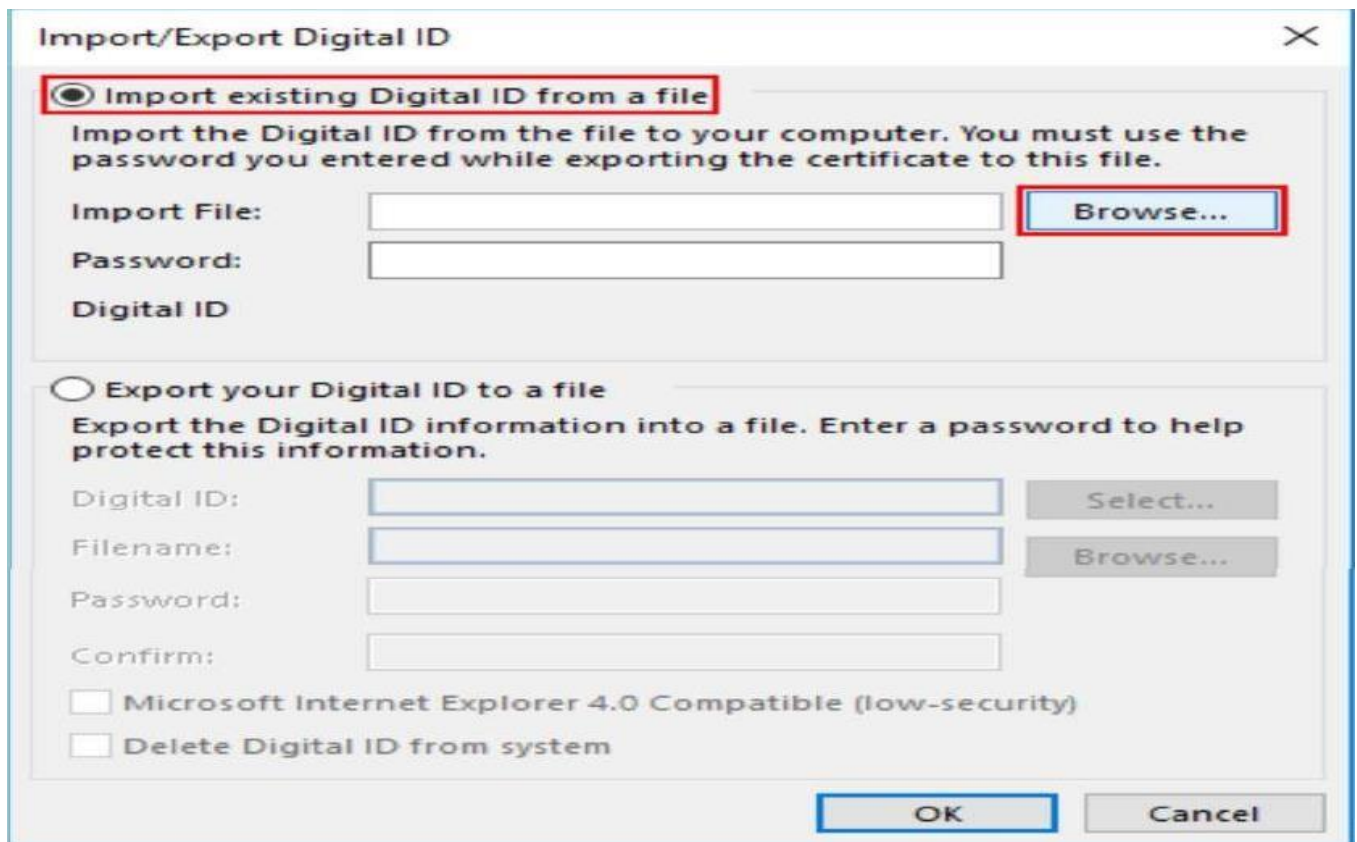 Import/Export Digital ID
Import existing Digital ID from a file
Import the Digital ID from the file to your computer. You must use the
password you entered while exporting the certificate to this file.
Import File:
Browse...
Password:
Digital ID
Export your Digital ID to a file
Export the Digital ID information into a file. Enter a password to help
protect this information.
Digital ID:
Select...
Filename:
Browse...
Password:
Confirm:
Microsoft Internet Explorer 4.0 Compatible (low-security)
Delete Digital ID from system
OK
Cancel